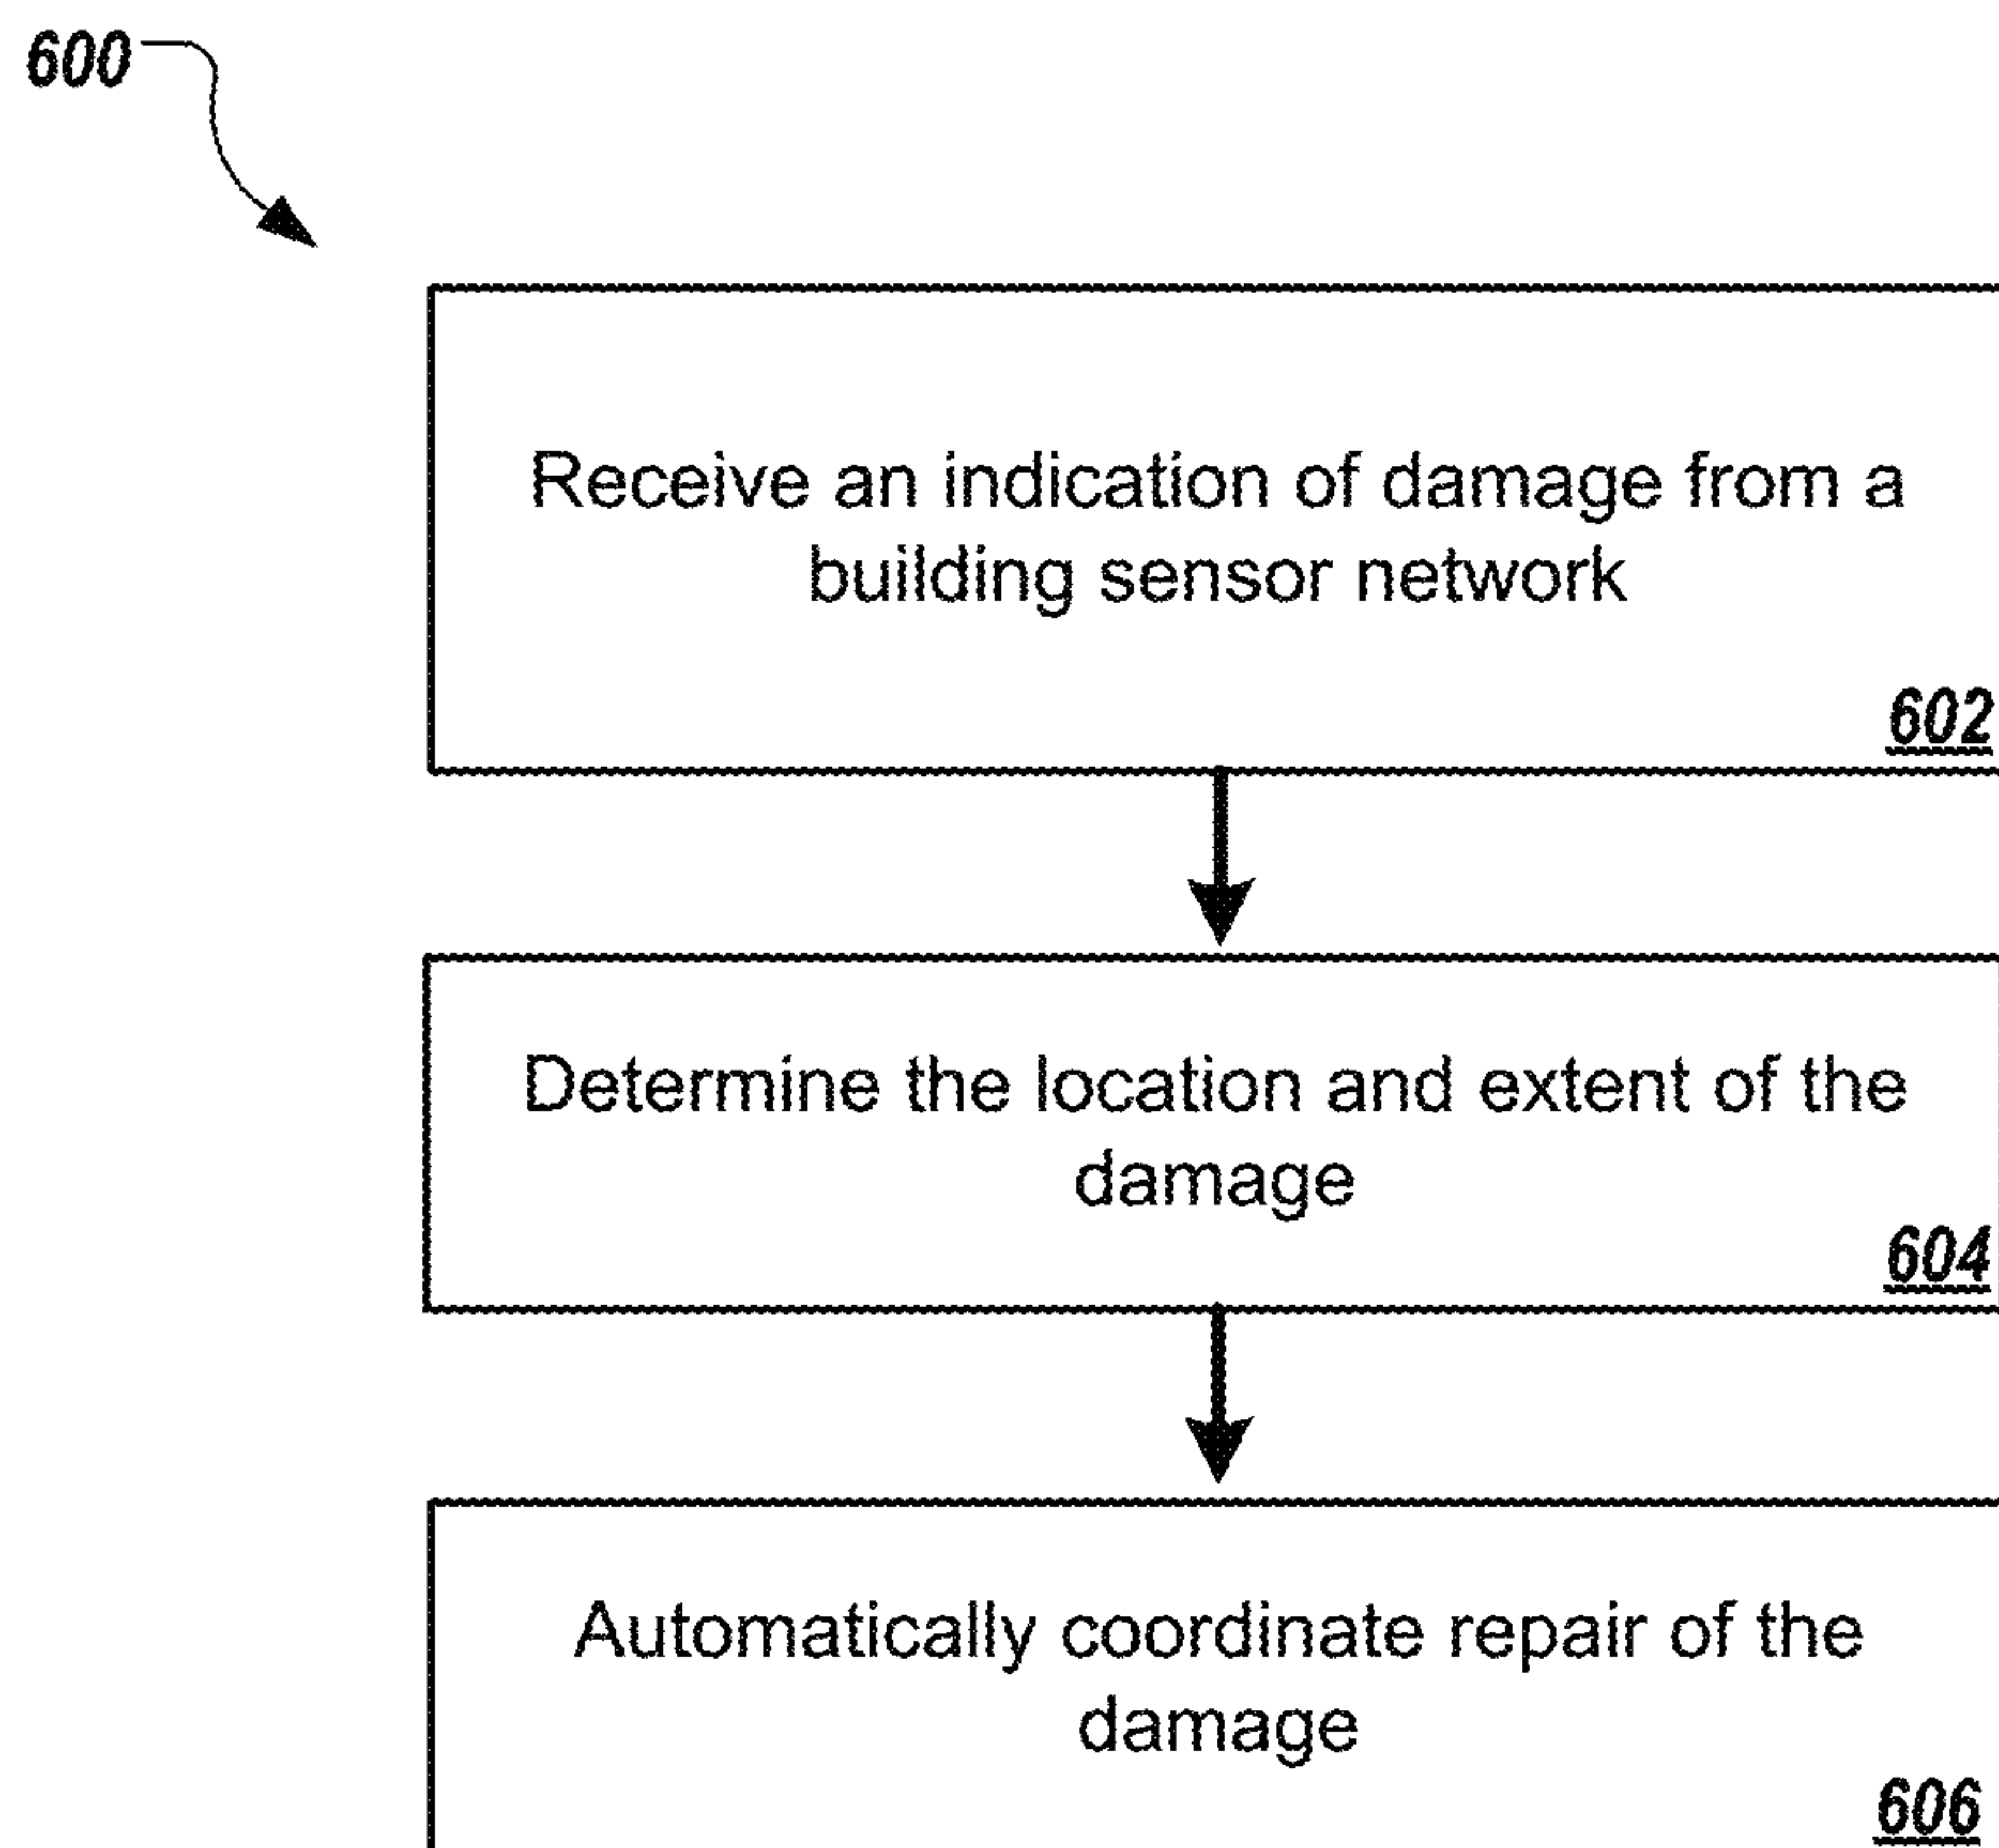 600
Receive an indication of damage from a
building sensor network
602
Determine the location and extent of the
damage
604
Automatically coordinate repair of the
damage
606